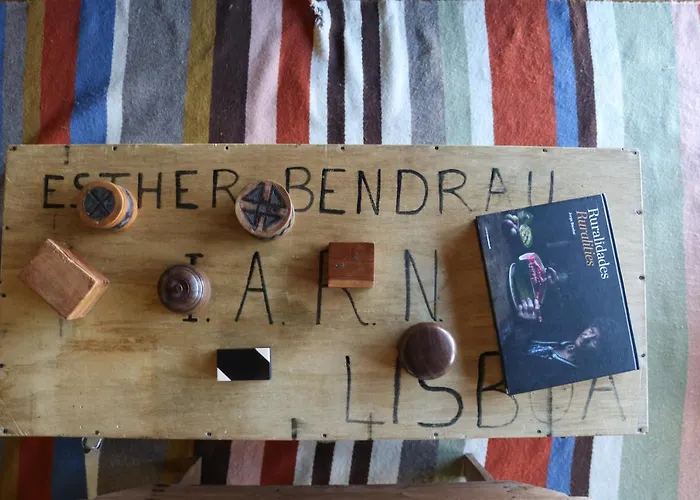 ESTHER BENDRAU
I.A.R.N.
LISBOA
Ruralidades
Ruralities